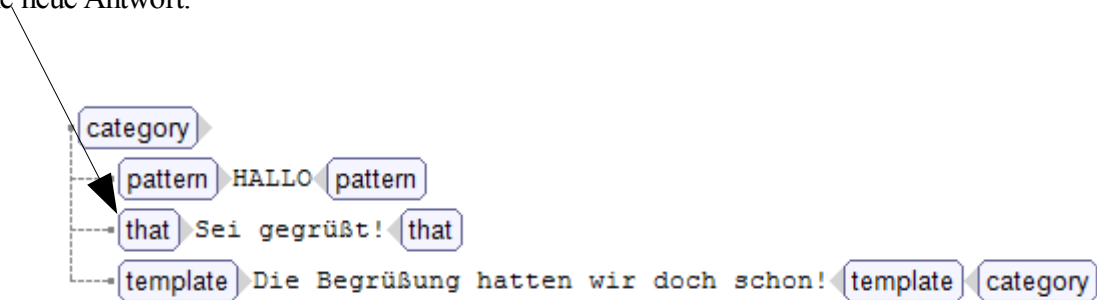 neue Antwort.
category
pattern HALLO pattern
that Sei gegrüßt! that
template Die Begrüßung hatten wir doch schon! template category